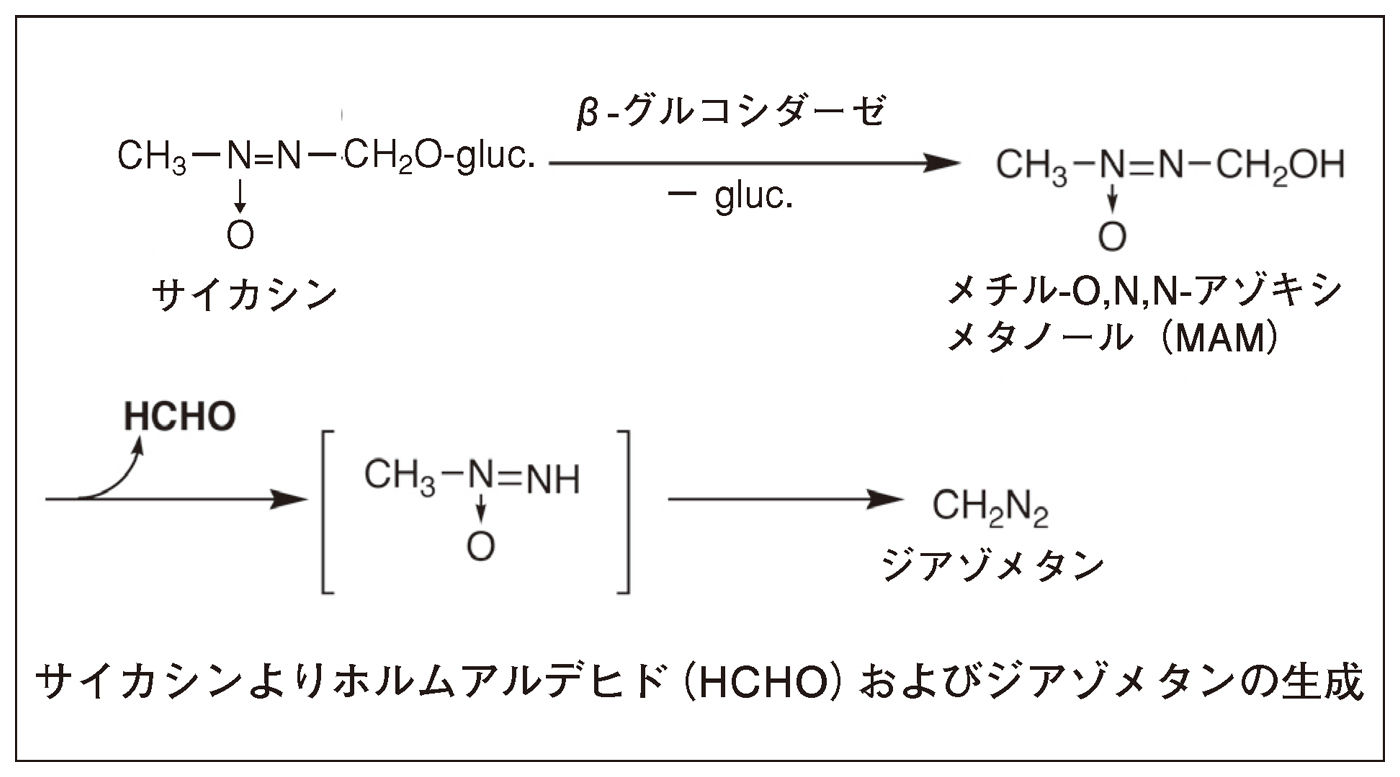 β-グルコシダーゼ
CH₃－N=N－CH₂O-gluc.
－ gluc.
CH₃－N=N－CH₂OH
O
O
サイカシン
メチル-O,N,N-アゾキシ
メタノール (MAM)
HCHO
CH₃－N=NH
O
CH₂N₂
ジアゾメタン
サイカシンよりホルムアルデヒド (HCHO) およびジアゾメタンの生成